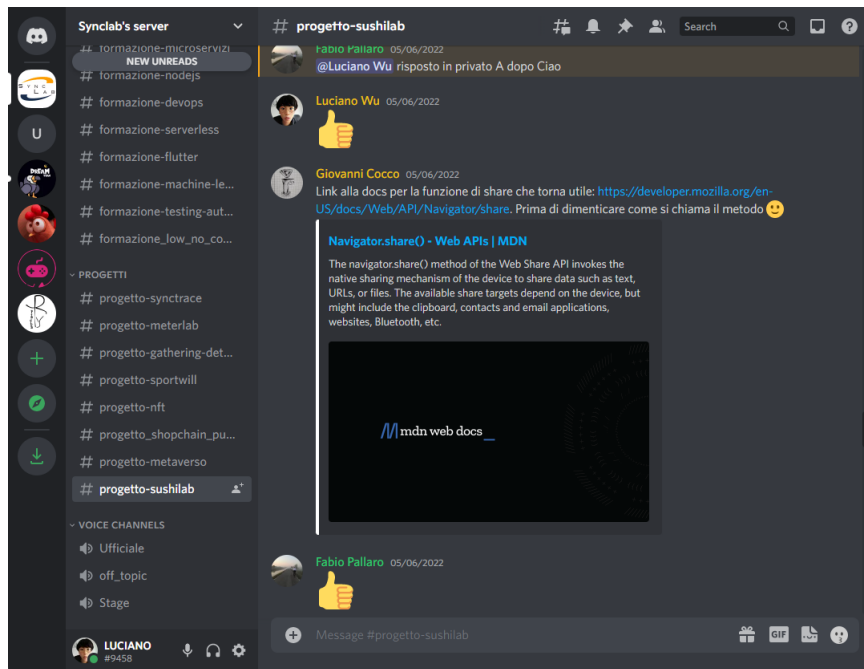 Synclab's server
# formazione-microservizi
NEW UNREADS
# formazione-nodejs
# formazione-devops
# formazione-serverless
# formazione-flutter
# formazione-machine-le...
# formazione-testing-aut...
# formazione_low_no_co...
PROGETTI
# progetto-synctrace
# progetto-meterlab
# progetto-gathering-det...
# progetto-sportwill
# progetto-nft
# progetto_shopchain_pu...
# progetto-metaverso
# progetto-sushilab
VOICE CHANNELS
Ufficiale
off_topic
Stage
LUCIANO
#9458
SYNC
LAB
U
DREAM
# progetto-sushilab
Search
Fabio Pallaro 05/06/2022
@Luciano Wu risposto in privato A dopo Ciao
Luciano Wu 05/06/2022
Giovanni Cocco 05/06/2022
Link alla docs per la funzione di share che torna utile: https://developer.mozilla.org/en-
US/docs/Web/API/Navigator/share. Prima di dimenticare come si chiama il metodo
Navigator.share() - Web APIs | MDN
The navigator.share() method of the Web Share API invokes the
native sharing mechanism of the device to share data such as text,
URLs, or files. The available share targets depend on the device, but
might include the clipboard, contacts and email applications,
websites, Bluetooth, etc.
mdn web docs_
Fabio Pallaro 05/06/2022
Message #progetto-sushilab
GIF